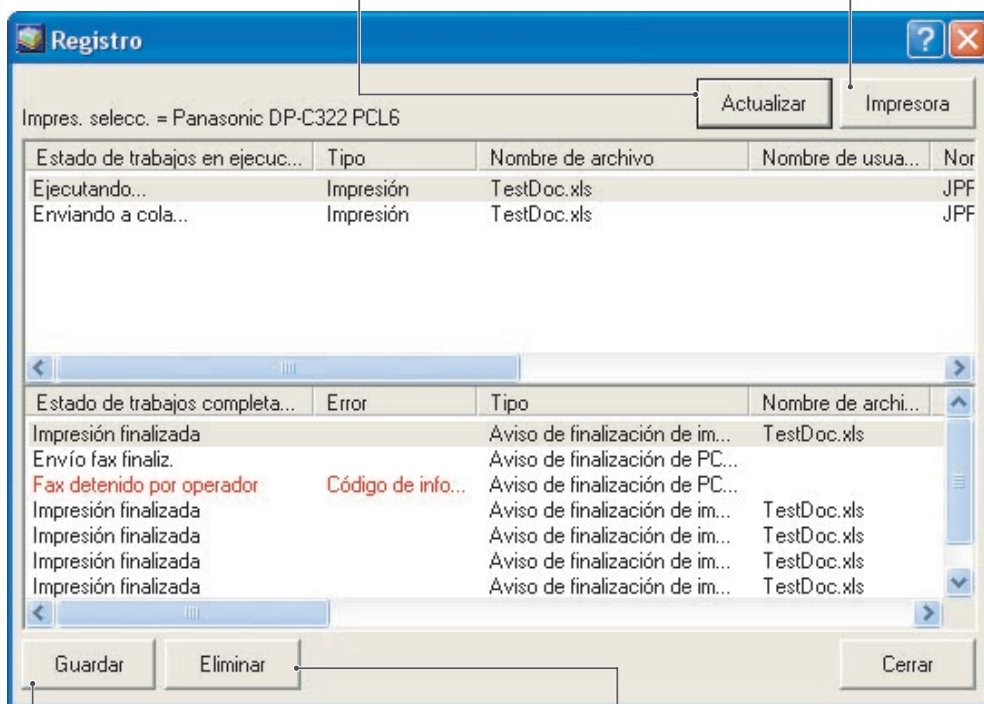 Registro
Actualizar Impresora
Impres. selecc. = Panasonic DP-C322 PCL6
Estado de trabajos en ejecuc... Tipo Nombre de archivo Nombre de usua... Nor
Ejecutando... Impresión TestDoc.xls JPF
Enviando a cola... Impresión TestDoc.xls JPF
Estado de trabajos completa... Error Tipo Nombre de archi...
Impresión finalizada Aviso de finalización de im... TestDoc.xls
Envío fax finaliz. Aviso de finalización de PC...
Fax detenido por operador Código de info... Aviso de finalización de PC...
Impresión finalizada Aviso de finalización de im... TestDoc.xls
Impresión finalizada Aviso de finalización de im... TestDoc.xls
Impresión finalizada Aviso de finalización de im... TestDoc.xls
Impresión finalizada Aviso de finalización de im... TestDoc.xls
Guardar Eliminar Cerrar